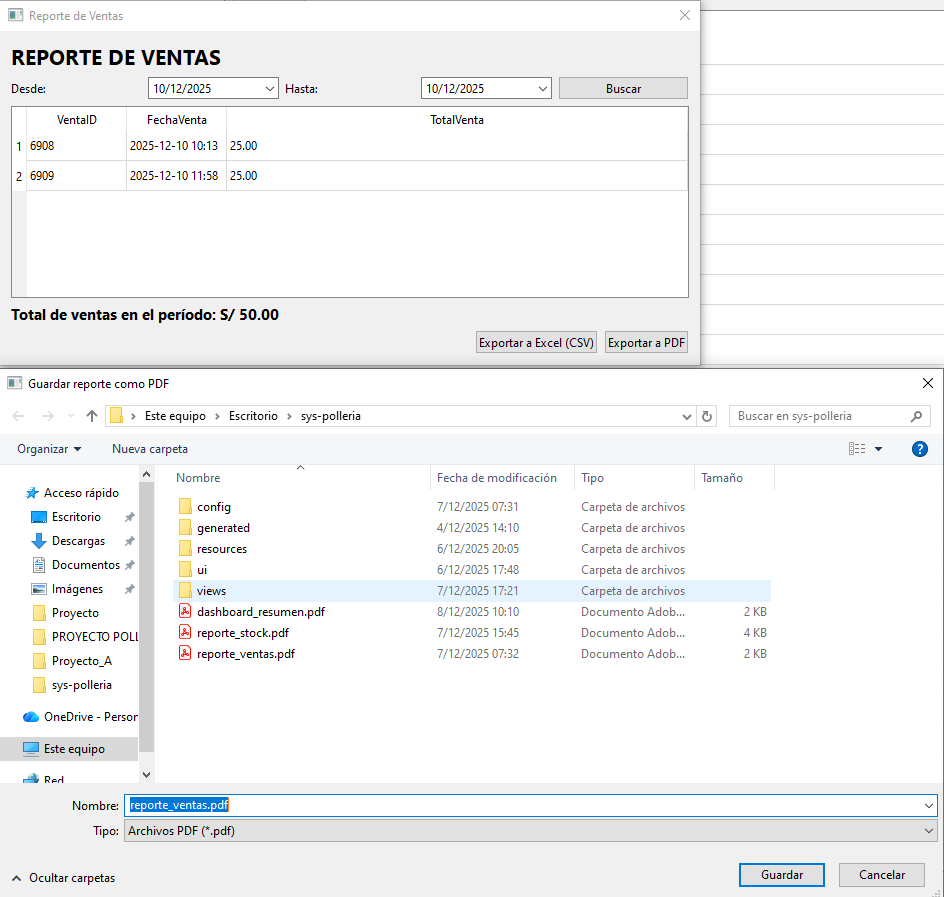 Reporte de Ventas
REPORTE DE VENTAS
Desde: 10/12/2025 Hasta: 10/12/2025 Buscar
VentaID FechaVenta TotalVenta
1 6908 2025-12-10 10:13 25.00
2 6909 2025-12-10 11:58 25.00
Total de ventas en el período: S/ 50.00
Exportar a Excel (CSV) Exportar a PDF
Guardar reporte como PDF
Este equipo > Escritorio > sys-polleria Buscar en sys-polleria
Organizar Nueva carpeta ?
Nombre Fecha de modificación Tipo Tamaño
Acceso rápido
Escritorio
Descargas
Documentos
Imágenes
Proyecto
PROYECTO POLL
Proyecto_A
sys-polleria
OneDrive - Person
Este equipo
Red
config 7/12/2025 07:31 Carpeta de archivos
generated 4/12/2025 14:10 Carpeta de archivos
resources 6/12/2025 20:05 Carpeta de archivos
ui 6/12/2025 17:48 Carpeta de archivos
views 7/12/2025 17:21 Carpeta de archivos
dashboard_resumen.pdf 8/12/2025 10:10 Documento Adob... 2 KB
reporte_stock.pdf 7/12/2025 15:45 Documento Adob... 4 KB
reporte_ventas.pdf 7/12/2025 07:32 Documento Adob... 2 KB
Nombre: reporte_ventas.pdf
Tipo: Archivos PDF (*.pdf)
Ocultar carpetas Guardar Cancelar